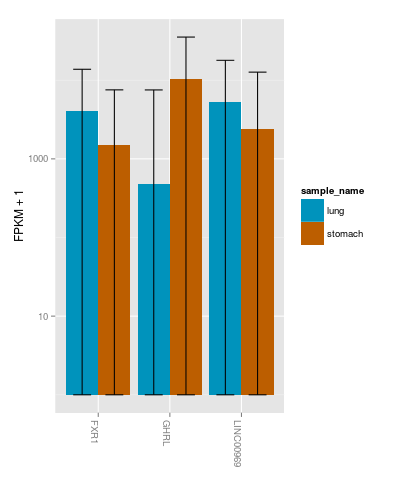 FPKM + 1
1000
10
FXR1
GHRL
LINC00969
sample_name
lung
stomach